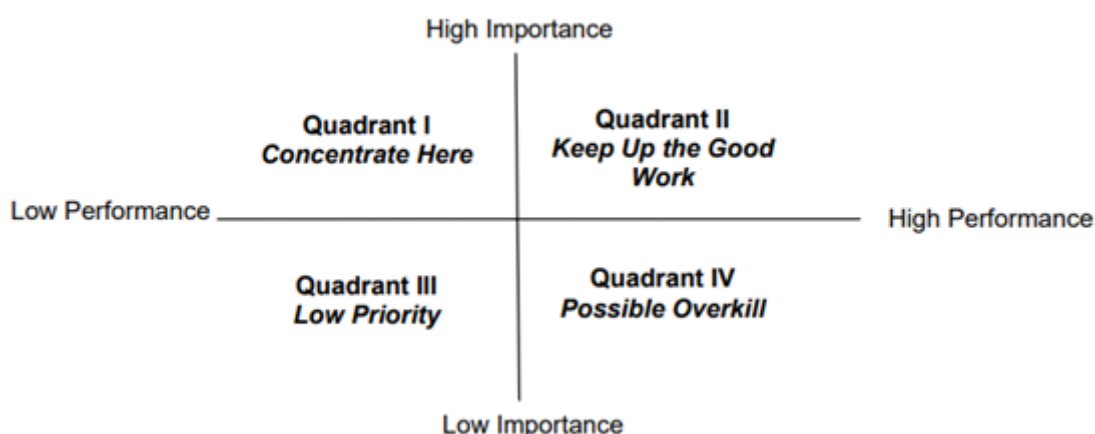 High Importance
Quadrant I
Concentrate Here
Quadrant II
Keep Up the Good
Work
Low Performance
High Performance
Quadrant III
Low Priority
Quadrant IV
Possible Overkill
Low Importance